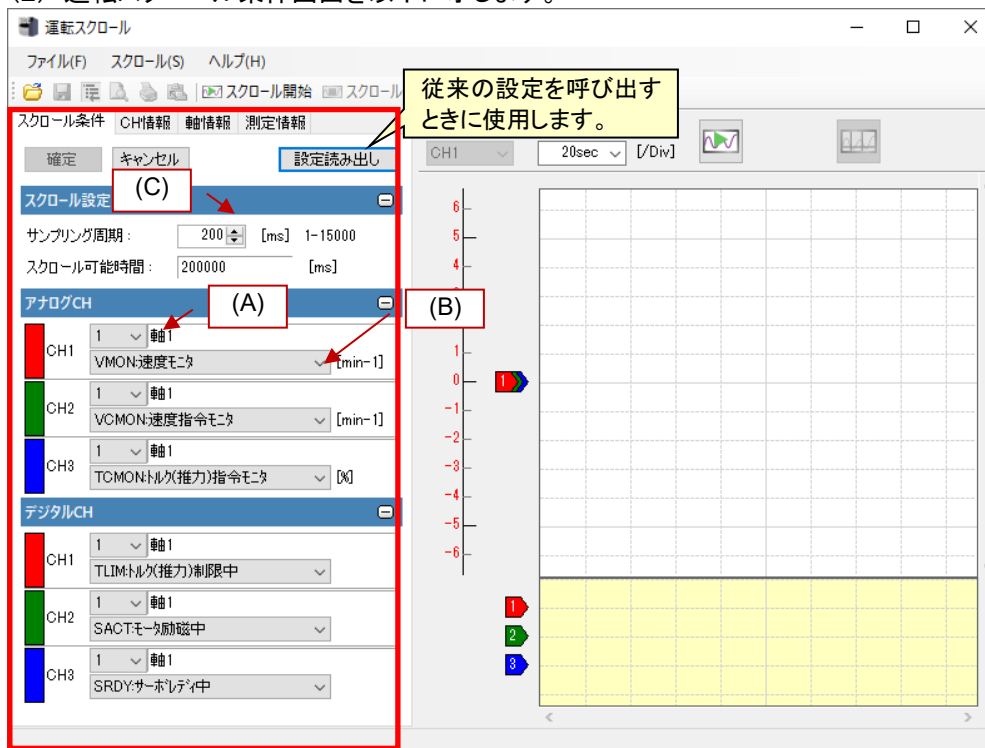 (2) 運転スクロール条件画面を以下に示します。
運転スクロール
ファイル(F) スクロール(S) ヘルプ(H)
スクロール開始 スクロール
従来の設定を呼び出す
ときに使用します。
スクロール条件 CH情報 軸情報 測定情報
確定 キャンセル 設定読み出し
CH1 20sec [/Div]
(C)
スクロール設定
サンプリング周期: 200 [ms] 1-15000
スクロール可能時間: 200000 [ms]
アナログCH
(A)
(B)
CH1 1 軸1
VMON:速度モニタ [min-1]
CH2 1 軸1
VCMON:速度指令モニタ [min-1]
CH3 1 軸1
TCMON:トルク(推力)指令モニタ [%]
デジタルCH
CH1 1 軸1
TLIM:トルク(推力)制限中
CH2 1 軸1
SACT:モータ励磁中
CH3 1 軸1
SRDY:サーボレディ中
6
5
4
1
0
-1
-2
-3
-4
-5
-6
1
1
2
3